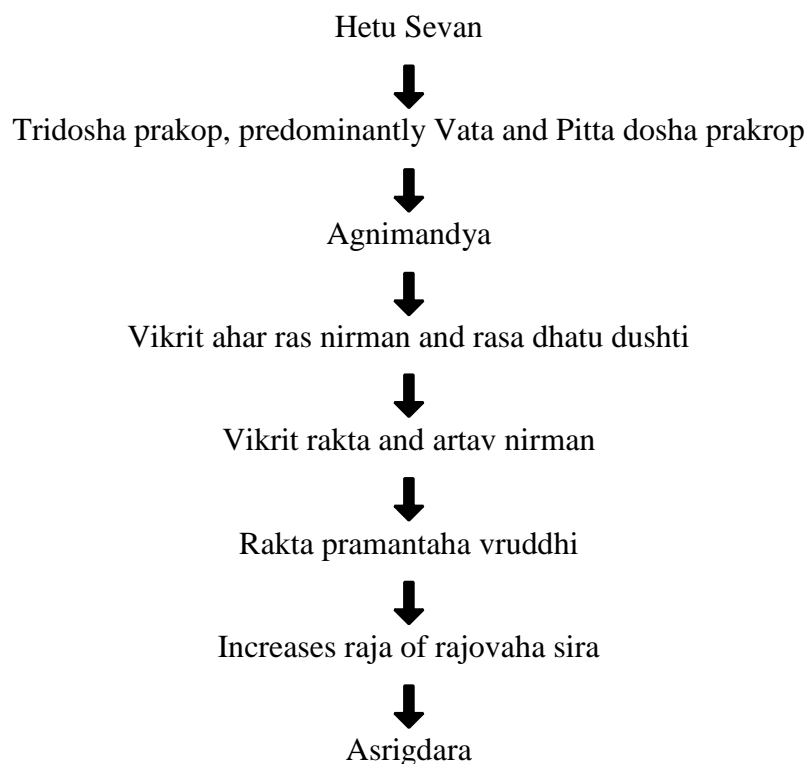 Hetu Sevan
Tridosha prakop, predominantly Vata and Pitta dosha prakrop
Agnimandya
Vikrit ahar ras nirman and rasa dhatu dushti
Vikrit rakta and artav nirman
Rakta pramantaha vruddhi
Increases raja of rajovaha sira
Asrigdara